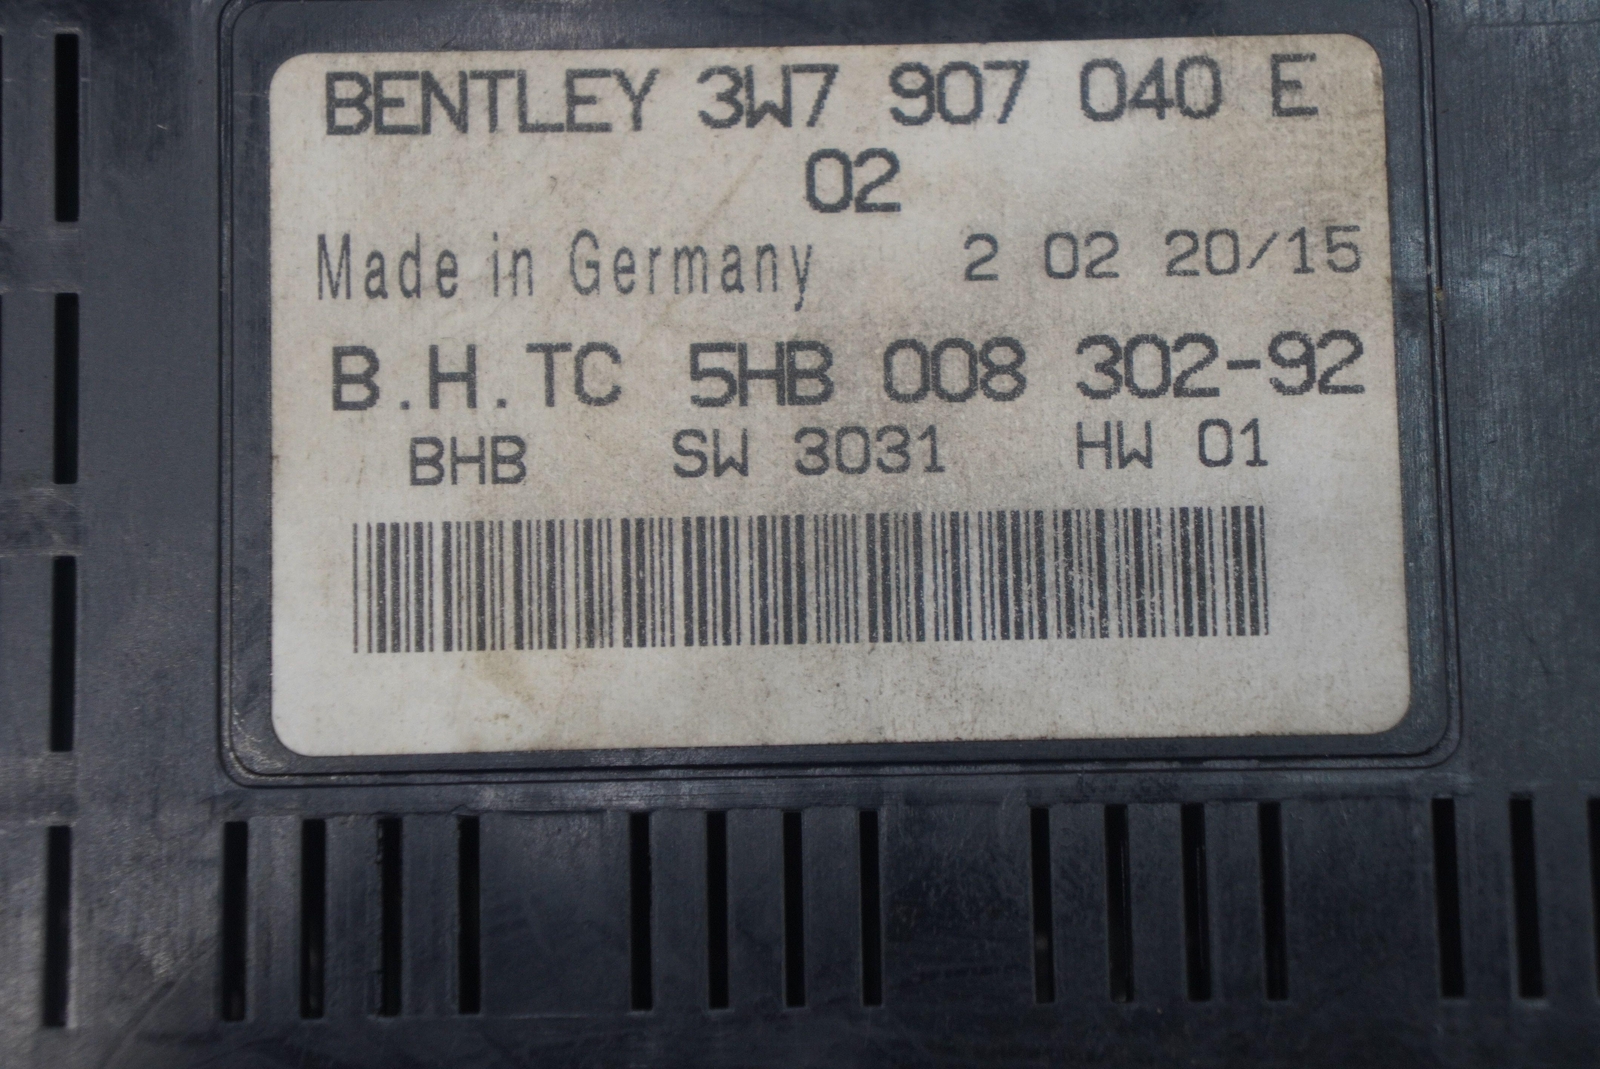 BENTLEY 3W7 907 040 E
02
Made in Germany 2 02 20/15
B.H.TC 5HB 008 302-92
BHB SW 3031 HW 01